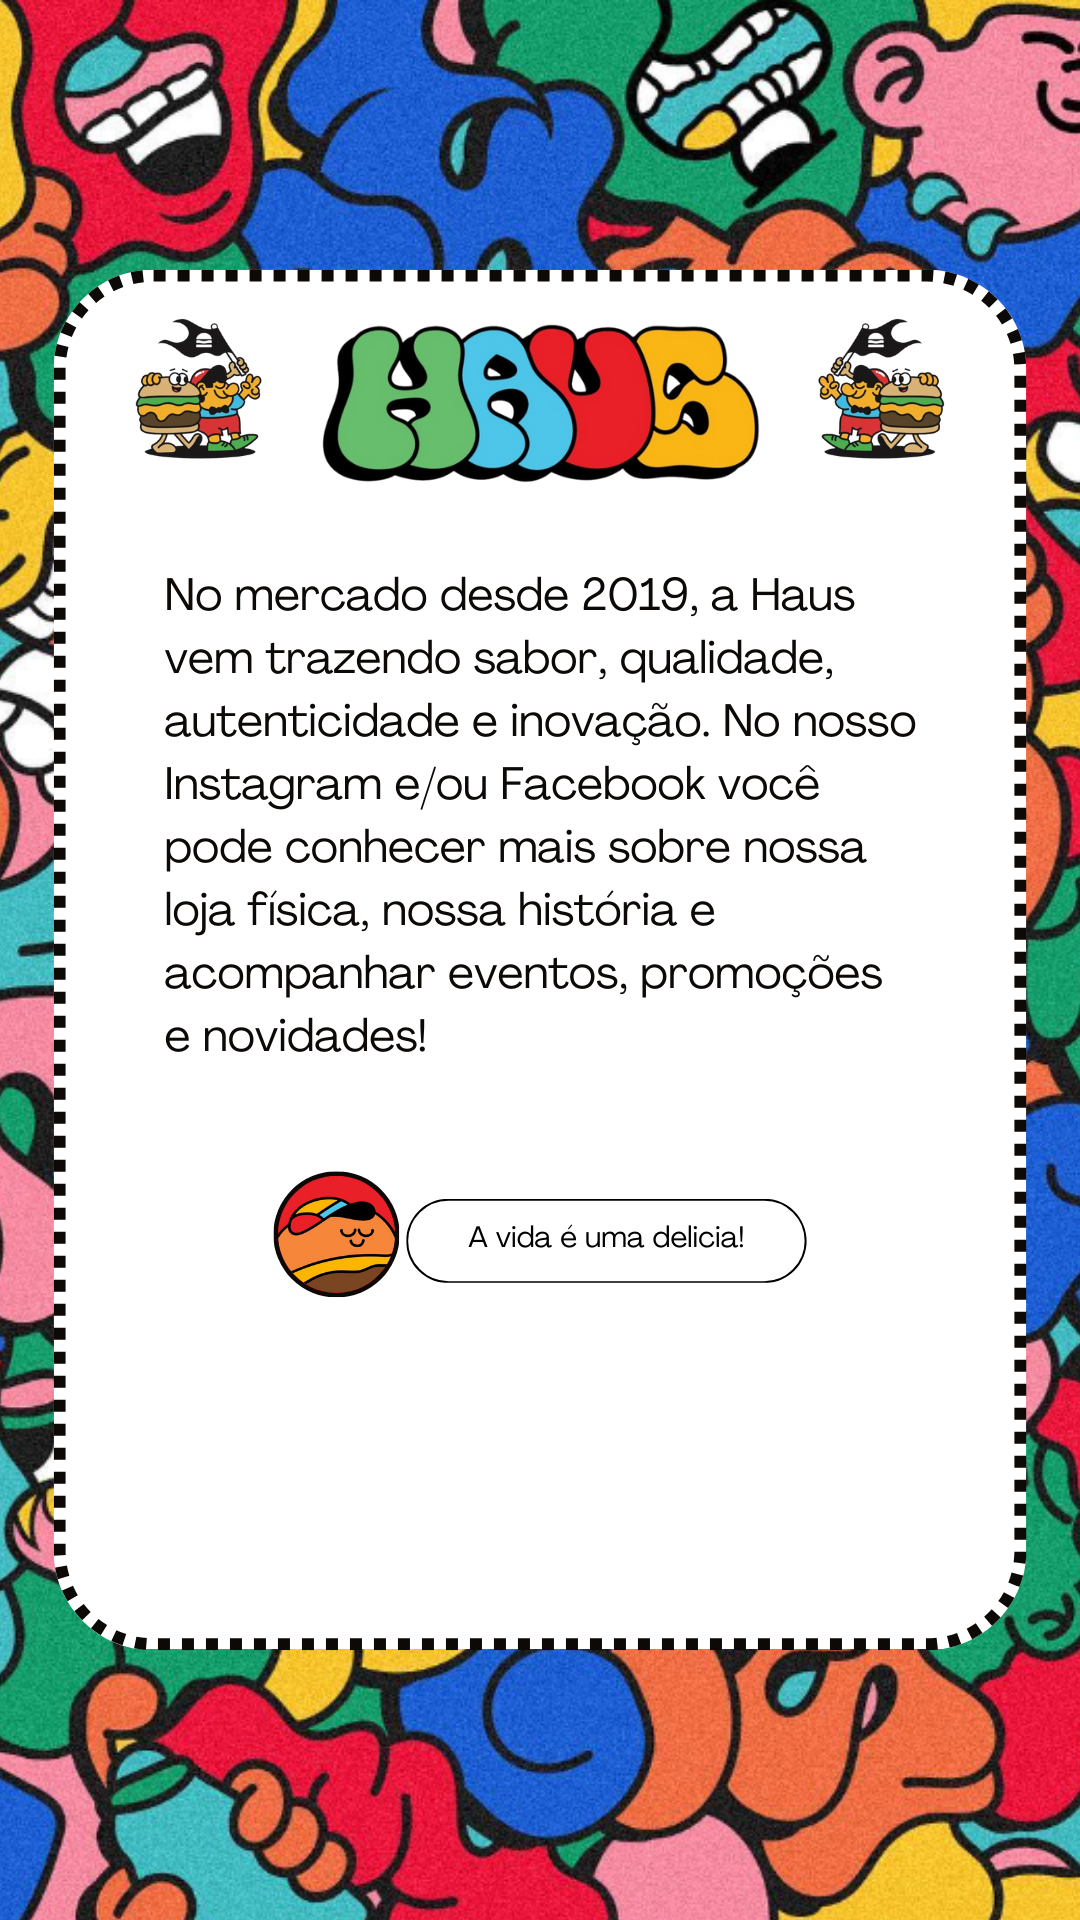 HAUS
No mercado desde 2019, a Haus
vem trazendo sabor, qualidade,
autenticidade e inovação. No nosso
Instagram e/ou Facebook você
pode conhecer mais sobre nossa
loja física, nossa história e
acompanhar eventos, promoções
e novidades!
A vida é uma delicia!